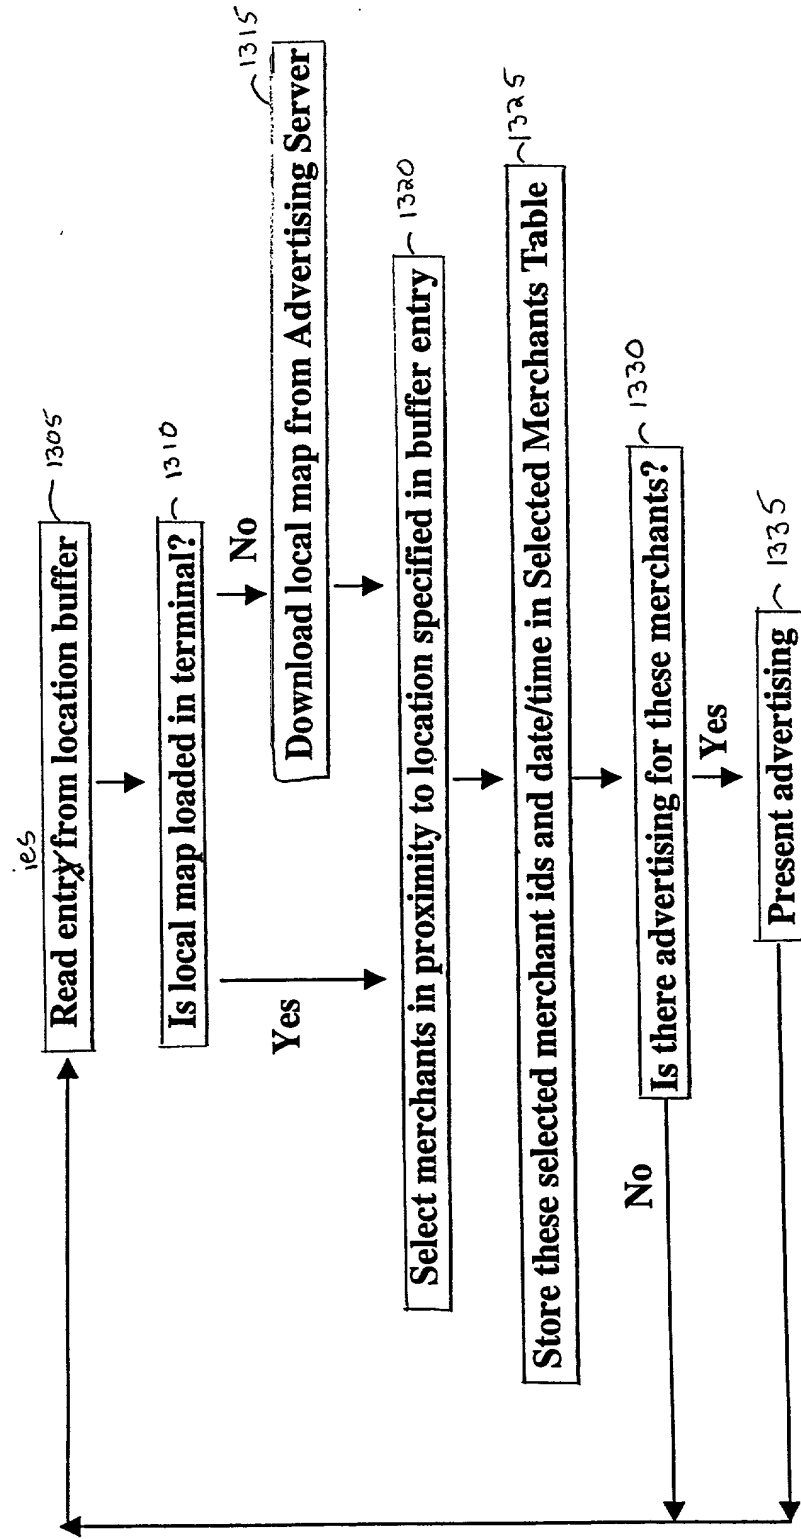 ies
Read entry from location buffer
1305
Is local map loaded in terminal?
1310
No
Yes
Download local map from Advertising Server
1315
Select merchants in proximity to location specified in buffer entry
1320
Store these selected merchant ids and date/time in Selected Merchants Table
1325
Is there advertising for these merchants?
1330
No
Yes
Present advertising
1335